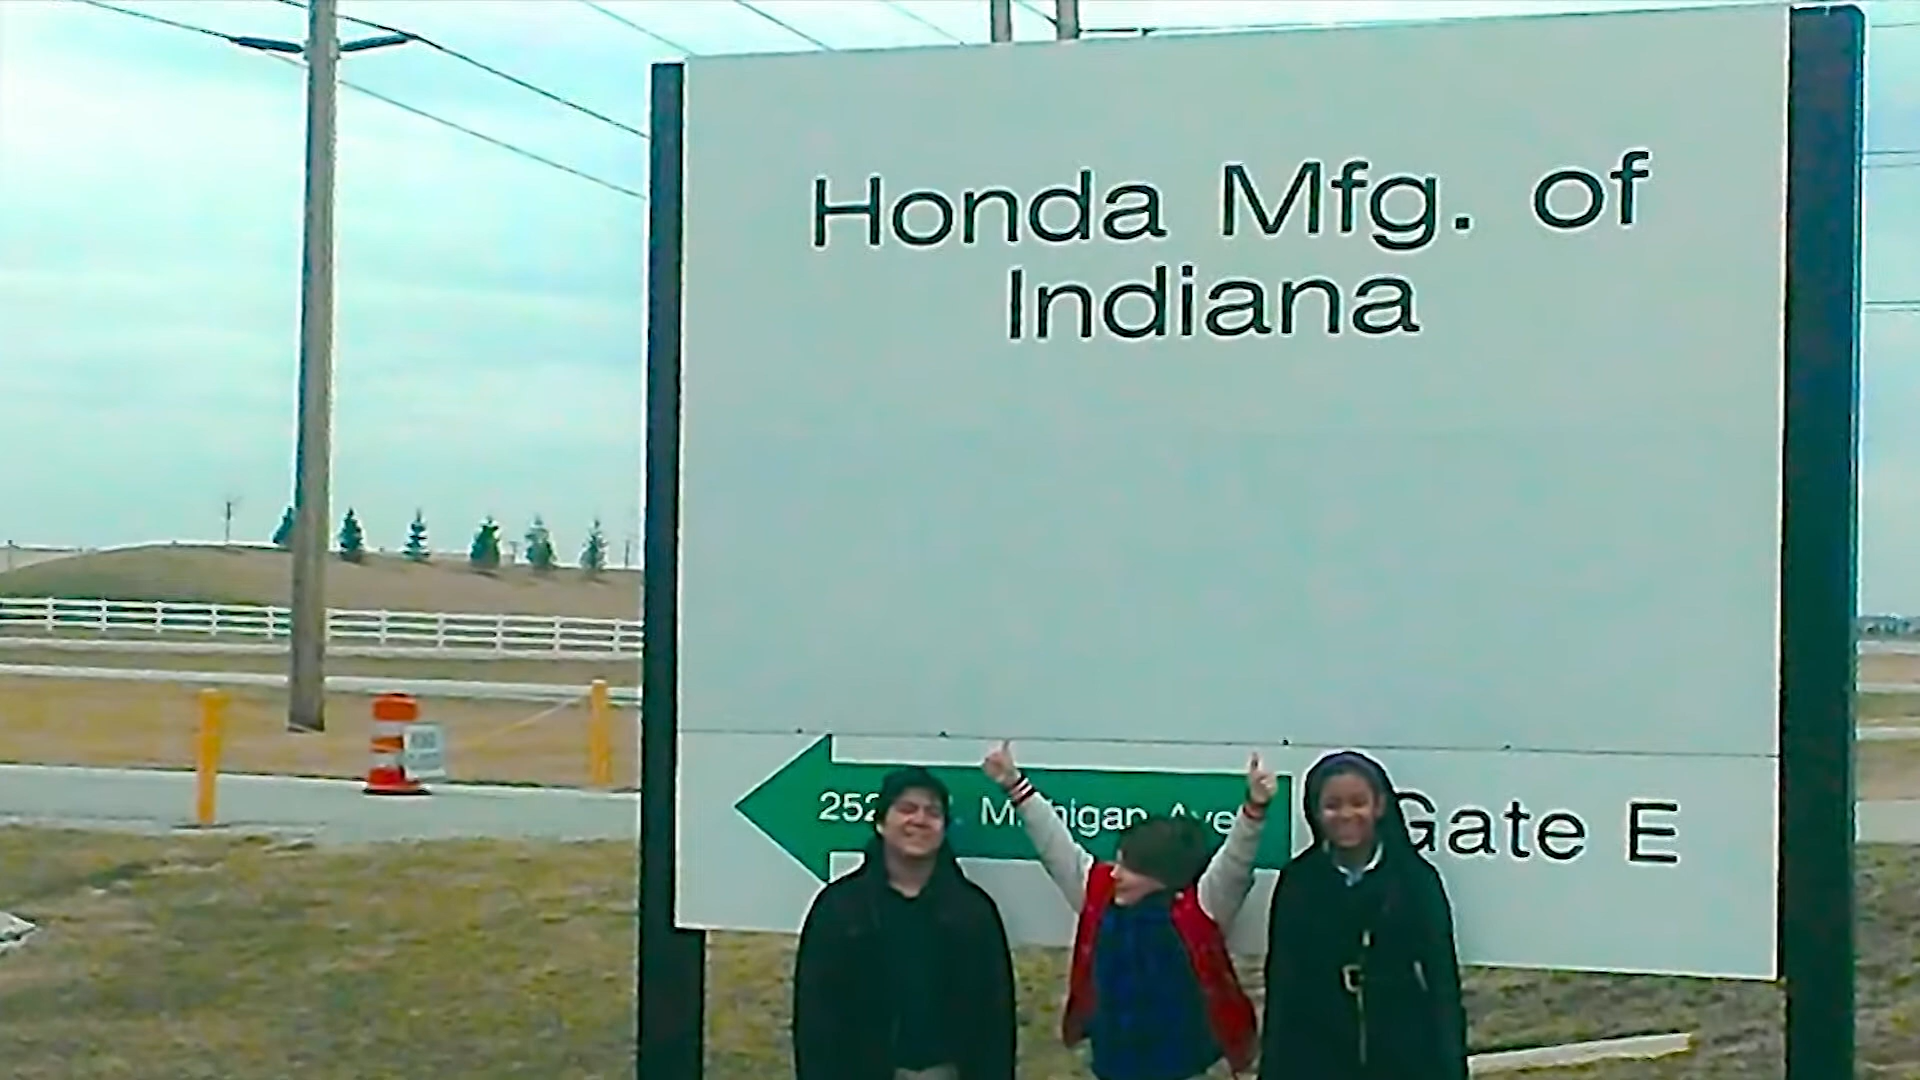 Honda Mfg. of
Indiana
Gate E